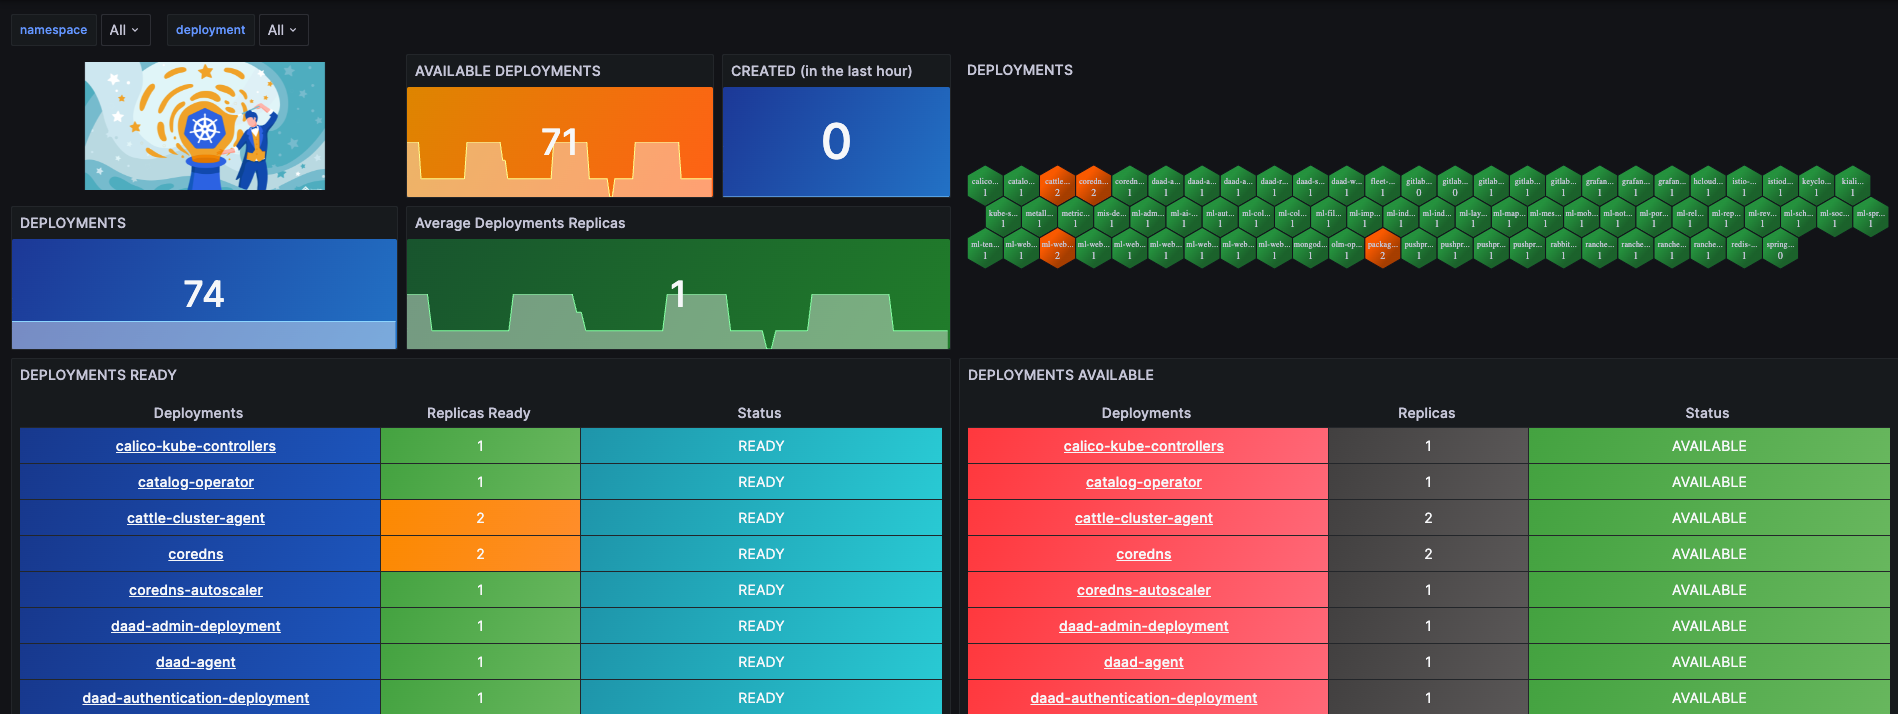 namespace All deployment All
AVAILABLE DEPLOYMENTS
71
CREATED (in the last hour)
0
DEPLOYMENTS
74
Average Deployments Replicas
1
DEPLOYMENTS
calico... catalo... cattle... coredn... coredn... daad-a... daad-a... daad-a... daad-r... daad-s... daad-w... fleet-... gitlab... gitlab... gitlab... gitlab... gitlab... grafan... grafan... grafan... hcloud... istio-... istiod... keyclo... kiali...
1 1 2 2 1 1 1 1 1 1 1 1 0 0 1 1 1 1 1 1 1 1 1 1 1
kube-s... metall... metric... mis-de... ml-adm... ml-ai-... ml-aut... ml-col... ml-col... ml-fil... ml-imp... ml-ind... ml-ind... ml-lay... ml-map... ml-mes... ml-mob... ml-not... ml-por... ml-rel... ml-rep... ml-rev... ml-sch... ml-soc... ml-spr...
1 1 1 1 1 1 1 1 1 1 1 1 1 1 1 1 1 1 1 1 1 1 1 1 1
ml-ten... ml-web... ml-web... ml-web... ml-web... ml-web... ml-web... ml-web... ml-web... mongod... olm-op... packag... pushpr... pushpr... pushpr... pushpr... rabbit... ranche... ranche... ranche... ranche... redis-... spring...
1 1 2 1 1 1 1 1 1 1 1 2 1 1 1 1 1 1 1 1 1 1 0
DEPLOYMENTS READY
Deployments Replicas Ready Status
calico-kube-controllers 1 READY
catalog-operator 1 READY
cattle-cluster-agent 2 READY
coredns 2 READY
coredns-autoscaler 1 READY
daad-admin-deployment 1 READY
daad-agent 1 READY
daad-authentication-deployment 1 READY
DEPLOYMENTS AVAILABLE
Deployments Replicas Status
calico-kube-controllers 1 AVAILABLE
catalog-operator 1 AVAILABLE
cattle-cluster-agent 2 AVAILABLE
coredns 2 AVAILABLE
coredns-autoscaler 1 AVAILABLE
daad-admin-deployment 1 AVAILABLE
daad-agent 1 AVAILABLE
daad-authentication-deployment 1 AVAILABLE